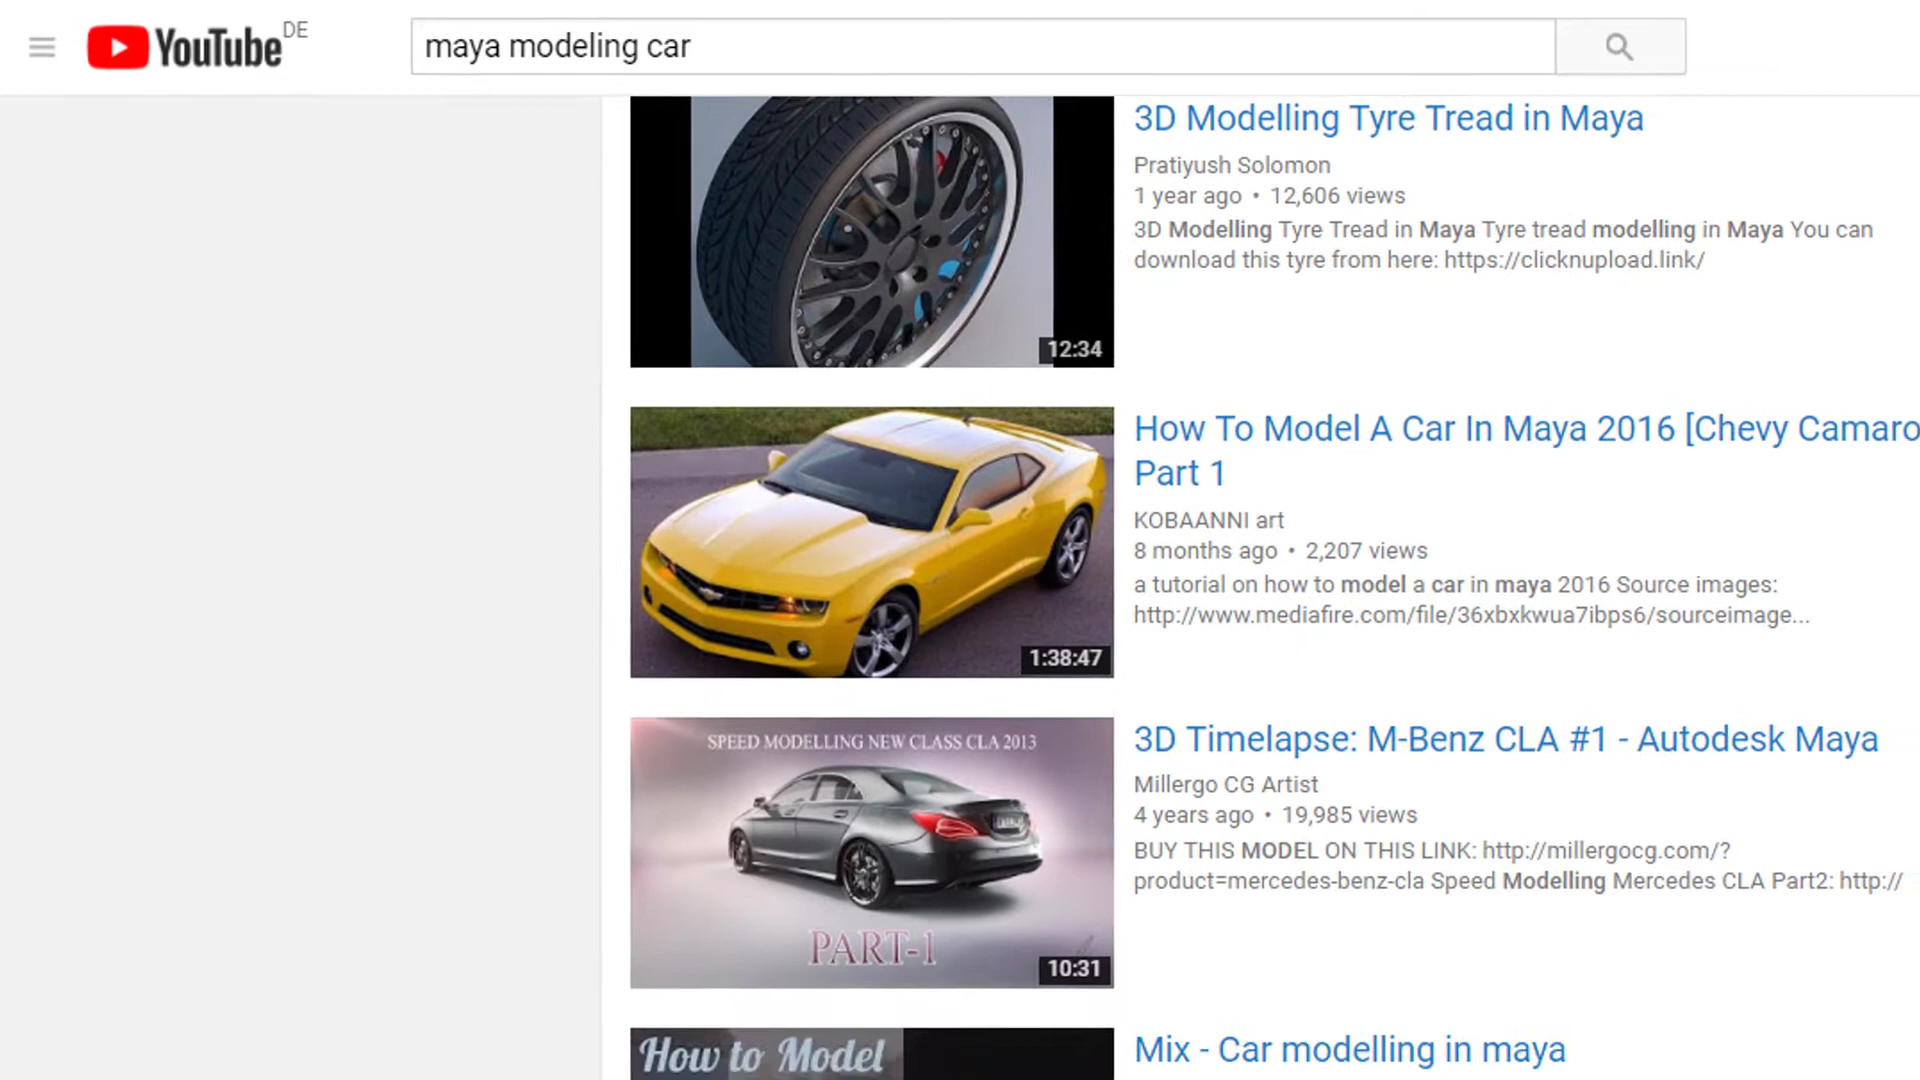 YouTube DE
maya modeling car
3D Modelling Tyre Tread in Maya
Pratiyush Solomon
1 year ago • 12,606 views
3D Modelling Tyre Tread in Maya Tyre tread modelling in Maya You can
download this tyre from here: https://clicknupload.link/
12:34
How To Model A Car In Maya 2016 [Chevy Camaro
Part 1
KOBAANNI art
8 months ago • 2,207 views
a tutorial on how to model a car in maya 2016 Source images:
http://www.mediafire.com/file/36xbxkwua7ibps6/sourceimage...
1:38:47
SPEED MODELLING NEW CLASS CLA 2013
PART-1
10:31
3D Timelapse: M-Benz CLA #1 - Autodesk Maya
Millergo CG Artist
4 years ago • 19,985 views
BUY THIS MODEL ON THIS LINK: http://millergocg.com/?
product=mercedes-benz-cla Speed Modelling Mercedes CLA Part2: http://
How to Model
Mix - Car modelling in maya